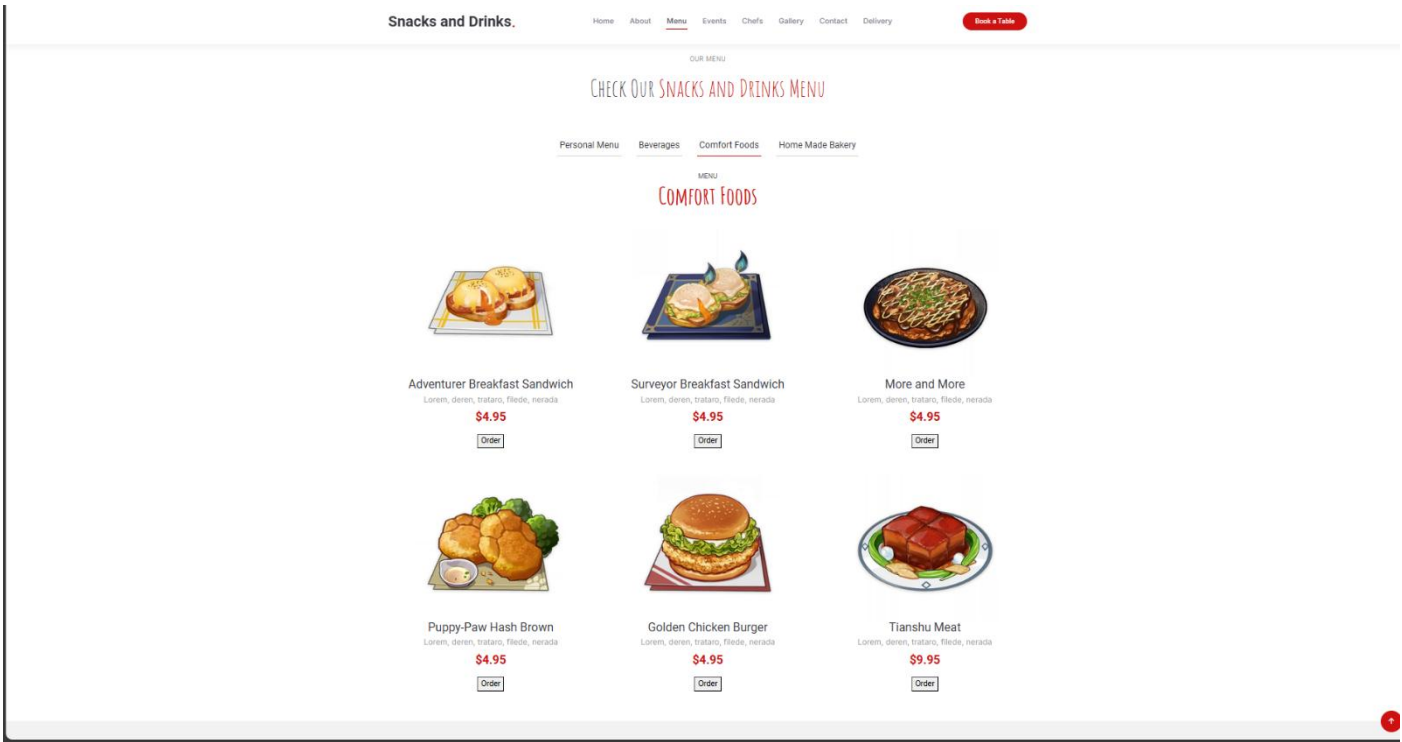 Snacks and Drinks.
Home About Menu Events Chefs Gallery Contact Delivery
Book a Table
OUR MENU
Check Our Snacks and Drinks Menu
Personal Menu Beverages Comfort Foods Home Made Bakery
MENU
Comfort Foods
Adventurer Breakfast Sandwich
Lorem, deren, trataro, filede, nerada
$4.95
Order
Surveyor Breakfast Sandwich
Lorem, deren, trataro, filede, nerada
$4.95
Order
More and More
Lorem, deren, trataro, filede, nerada
$4.95
Order
Puppy-Paw Hash Brown
Lorem, deren, trataro, filede, nerada
$4.95
Order
Golden Chicken Burger
Lorem, deren, trataro, filede, nerada
$4.95
Order
Tianshu Meat
Lorem, deren, trataro, filede, nerada
$9.95
Order